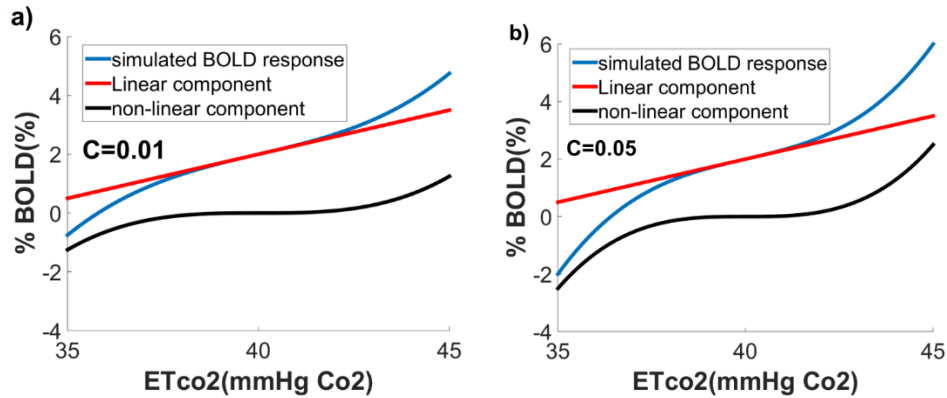 a)
6
4
2
0
-2
-4
% BOLD(%)
simulated BOLD response
Linear component
non-linear component
C=0.01
35
40
45
ETco2(mmHg Co2)
b)
6
4
2
0
-2
-4
% BOLD(%)
simulated BOLD response
Linear component
non-linear component
C=0.05
35
40
45
ETco2(mmHg Co2)